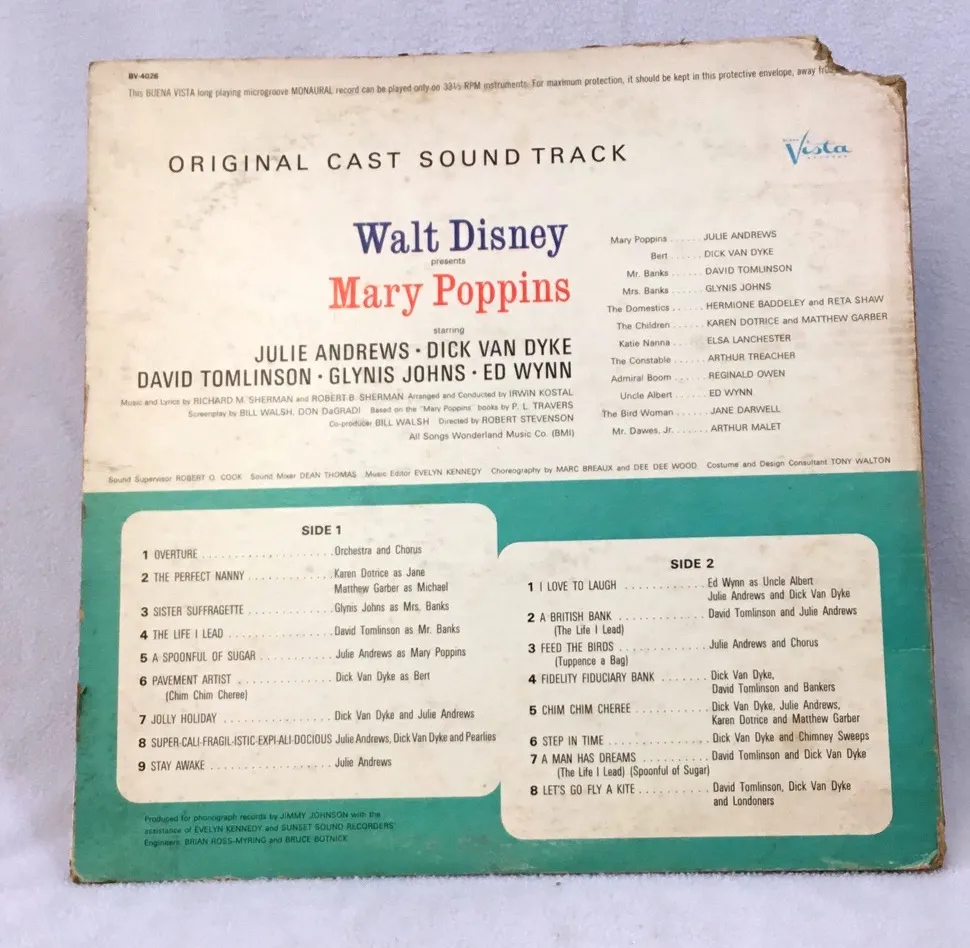 BV-4026
This BUENA VISTA long playing microgroove MONAURAL record can be played only on 33⅓ RPM instruments. For maximum protection, it should be kept in this protective envelope, away
ORIGINAL CAST SOUND TRACK
Vista
Walt Disney
presents
Mary Poppins
starring
JULIE ANDREWS · DICK VAN DYKE
DAVID TOMLINSON · GLYNIS JOHNS · ED WYNN
Music and Lyrics by RICHARD M. SHERMAN and ROBERT B. SHERMAN Arranged and Conducted by IRWIN KOSTAL
Screenplay by BILL WALSH, DON DaGRADI Based on the "Mary Poppins" books by P. L. TRAVERS
Co-producer BILL WALSH Directed by ROBERT STEVENSON
All Songs Wonderland Music Co. (BMI)
Mary Poppins ...... JULIE ANDREWS
Bert ...... DICK VAN DYKE
Mr. Banks ...... DAVID TOMLINSON
Mrs. Banks ...... GLYNIS JOHNS
The Domestics ...... HERMIONE BADDELEY and RETA SHAW
The Children ...... KAREN DOTRICE and MATTHEW GARBER
Katie Nanna ...... ELSA LANCHESTER
The Constable ...... ARTHUR TREACHER
Admiral Boom ...... REGINALD OWEN
Uncle Albert ...... ED WYNN
The Bird Woman ...... JANE DARWELL
Mr. Dawes, Jr. ...... ARTHUR MALET
Sound Supervisor ROBERT O. COOK Sound Mixer DEAN THOMAS Music Editor EVELYN KENNEDY Choreography by MARC BREAUX and DEE DEE WOOD Costume and Design Consultant TONY WALTON
SIDE 1
1 OVERTURE .................. Orchestra and Chorus
2 THE PERFECT NANNY ............ Karen Dotrice as Jane
Matthew Garber as Michael
3 SISTER SUFFRAGETTE ............ Glynis Johns as Mrs. Banks
4 THE LIFE I LEAD ............... David Tomlinson as Mr. Banks
5 A SPOONFUL OF SUGAR ........... Julie Andrews as Mary Poppins
6 PAVEMENT ARTIST .............. Dick Van Dyke as Bert
(Chim Chim Cheree)
7 JOLLY HOLIDAY ............... Dick Van Dyke and Julie Andrews
8 SUPER-CALI-FRAGIL-ISTIC-EXPI-ALI-DOCIOUS Julie Andrews, Dick Van Dyke and Pearlies
9 STAY AWAKE ................. Julie Andrews
SIDE 2
1 I LOVE TO LAUGH ............ Ed Wynn as Uncle Albert
Julie Andrews and Dick Van Dyke
2 A BRITISH BANK ............. David Tomlinson and Julie Andrews
(The Life I Lead)
3 FEED THE BIRDS ............. Julie Andrews and Chorus
(Tuppence a Bag)
4 FIDELITY FIDUCIARY BANK ....... Dick Van Dyke,
David Tomlinson and Bankers
5 CHIM CHIM CHEREE ........... Dick Van Dyke, Julie Andrews,
Karen Dotrice and Matthew Garber
6 STEP IN TIME ............... Dick Van Dyke and Chimney Sweeps
7 A MAN HAS DREAMS .......... David Tomlinson and Dick Van Dyke
(The Life I Lead) (Spoonful of Sugar)
8 LET'S GO FLY A KITE .......... David Tomlinson, Dick Van Dyke
and Londoners
Produced for phonograph records by JIMMY JOHNSON with the
assistance of EVELYN KENNEDY and SUNSET SOUND RECORDERS'
Engineers BRIAN ROSS-MYRING and BRUCE BOTNICK